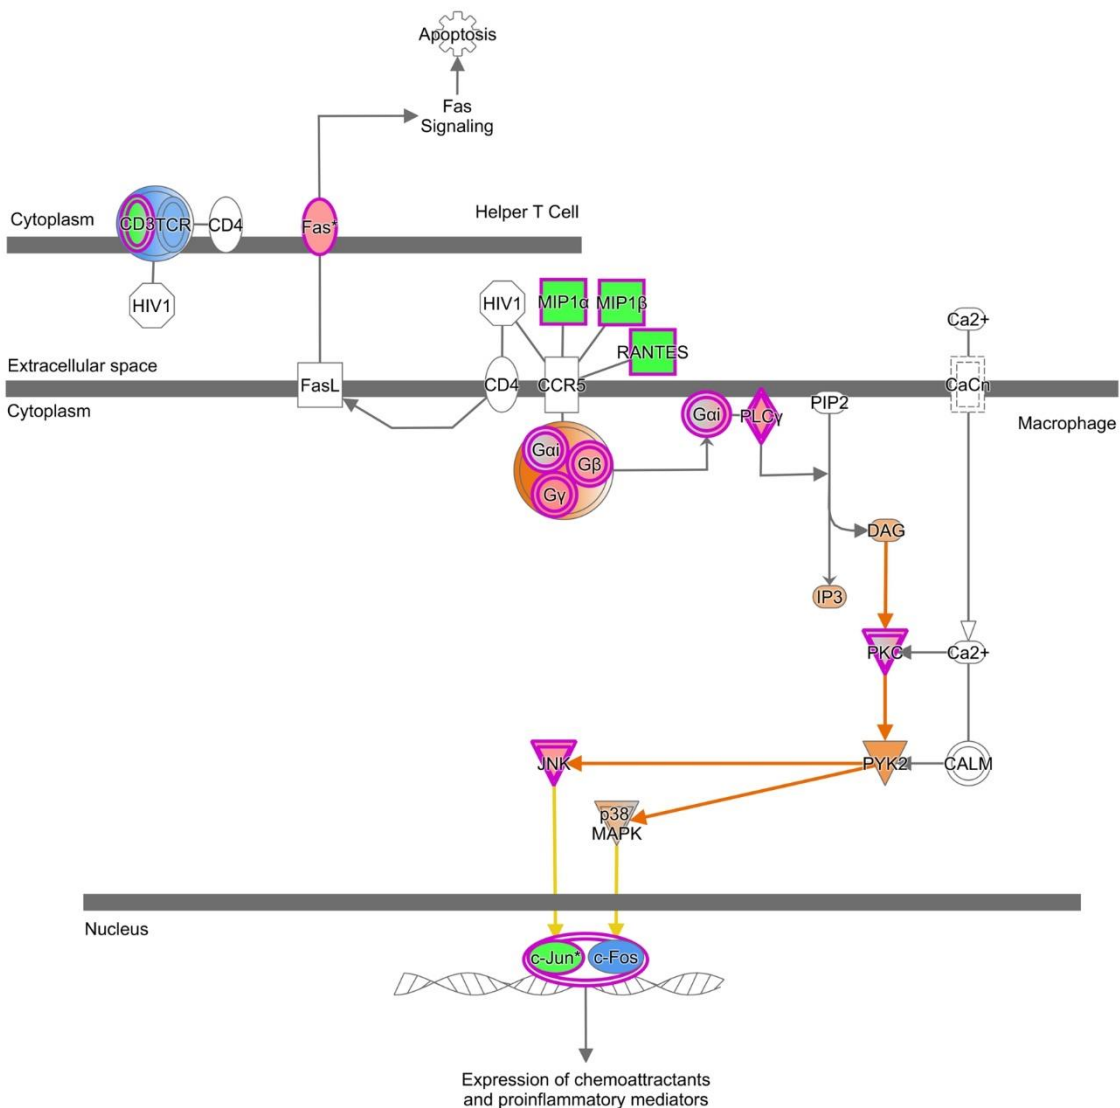 Apoptosis
Fas
Signaling
Cytoplasm
CD3
TCR
CD4
Fas*
Helper T Cell
HIV1
HIV1
MIP1α
MIP1β
RANTES
Ca2+
Extracellular space
FasL
CD4
CCR5
CaCn
Cytoplasm
Gαi
PLCγ
PIP2
Macrophage
Gαi
Gβ
Gγ
DAG
IP3
PKC
Ca2+
JNK
PYK2
CALM
p38
MAPK
Nucleus
c-Jun*
c-Fos
Expression of chemoattractants
and proinflammatory mediators